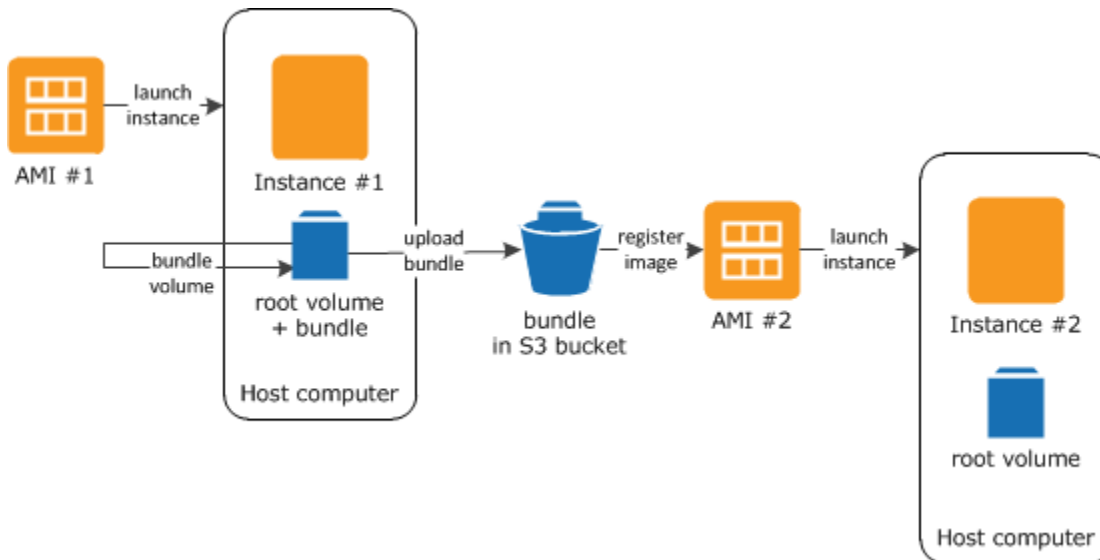 launch
instance
AMI #1
Instance #1
bundle
volume
root volume
+ bundle
Host computer
upload
bundle
bundle
in S3 bucket
register
image
AMI #2
launch
instance
Instance #2
root volume
Host computer